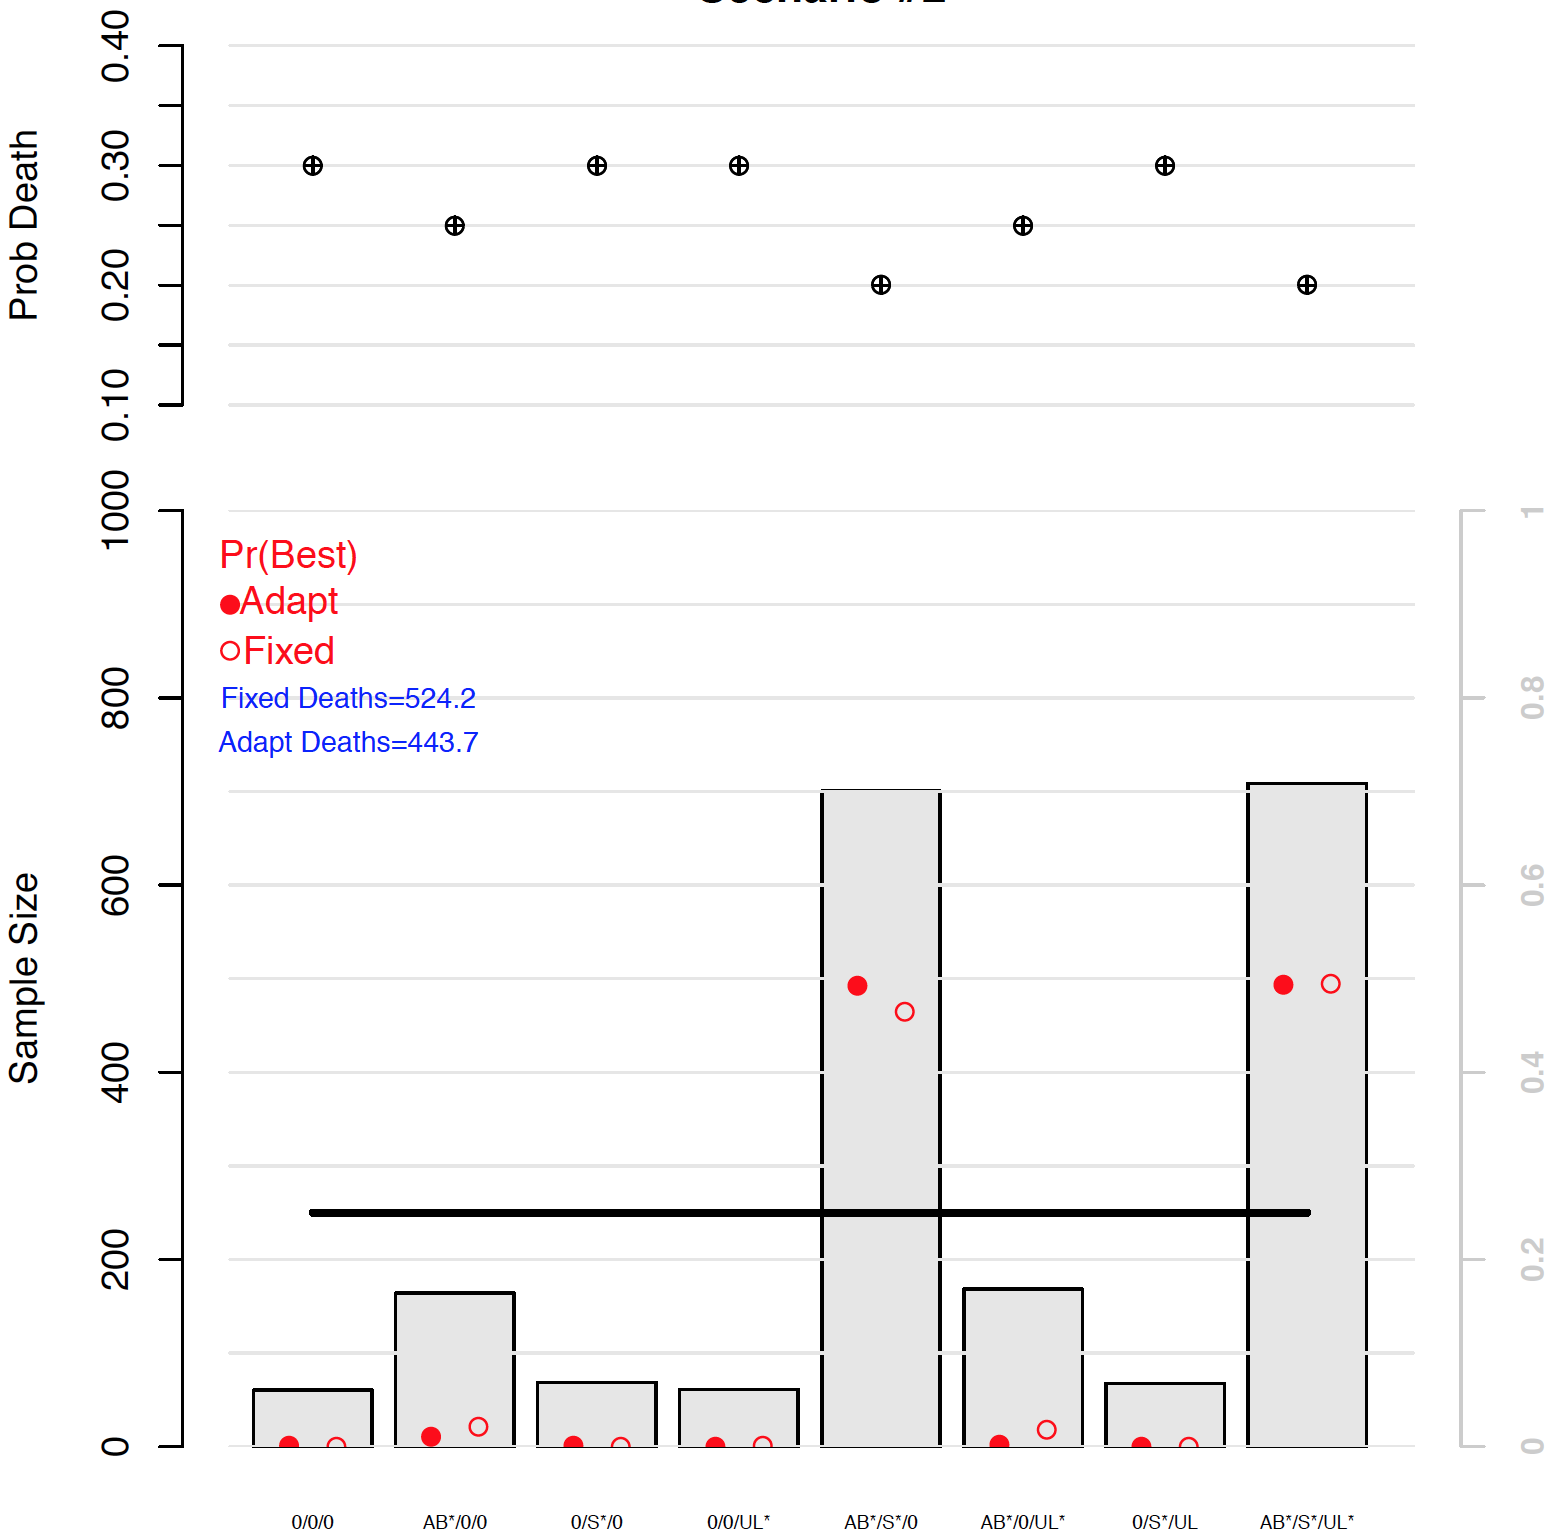 Prob Death
0.40
0.30
0.20
0.10
Sample Size
1000
800
600
400
200
0
Pr(Best)
Adapt
Fixed
Fixed Deaths=524.2
Adapt Deaths=443.7
1
0.8
0.6
0.4
0.2
0
0/0/0
AB*/0/0
0/S*/0
0/0/UL*
AB*/S*/0
AB*/0/UL*
0/S*/UL
AB*/S*/UL*